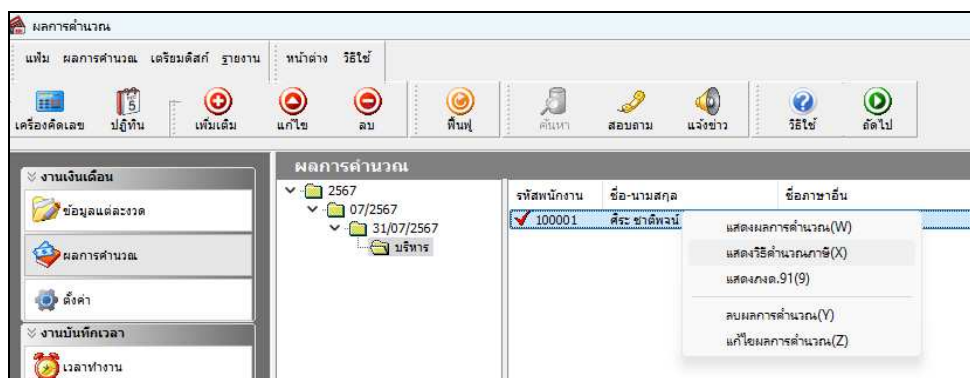 ผลการคำนวณ
แฟ้ม ผลการคำนวณ เตรียมดิสก์ รายงาน หน้าต่าง วิธีใช้
เครื่องคิดเลข ปฏิทิน เพิ่มเติม แก้ไข ลบ ฟื้นฟู ค้นหา สอบถาม แจ้งข่าว วิธีใช้ ถัดไป
งานเงินเดือน
ข้อมูลแต่ละงวด
ผลการคำนวณ
ตั้งค่า
งานบันทึกเวลา
เวลาทำงาน
ผลการคำนวณ
2567
07/2567
31/07/2567
บริหาร
รหัสพนักงาน ชื่อ-นามสกุล ชื่อภาษาอื่น
100001 ศิระ ชาติพจน์
แสดงผลการคำนวณ(W)
แสดงวิธีคำนวณภาษี(X)
แสดงภงด.91(9)
ลบผลการคำนวณ(Y)
แก้ไขผลการคำนวณ(Z)